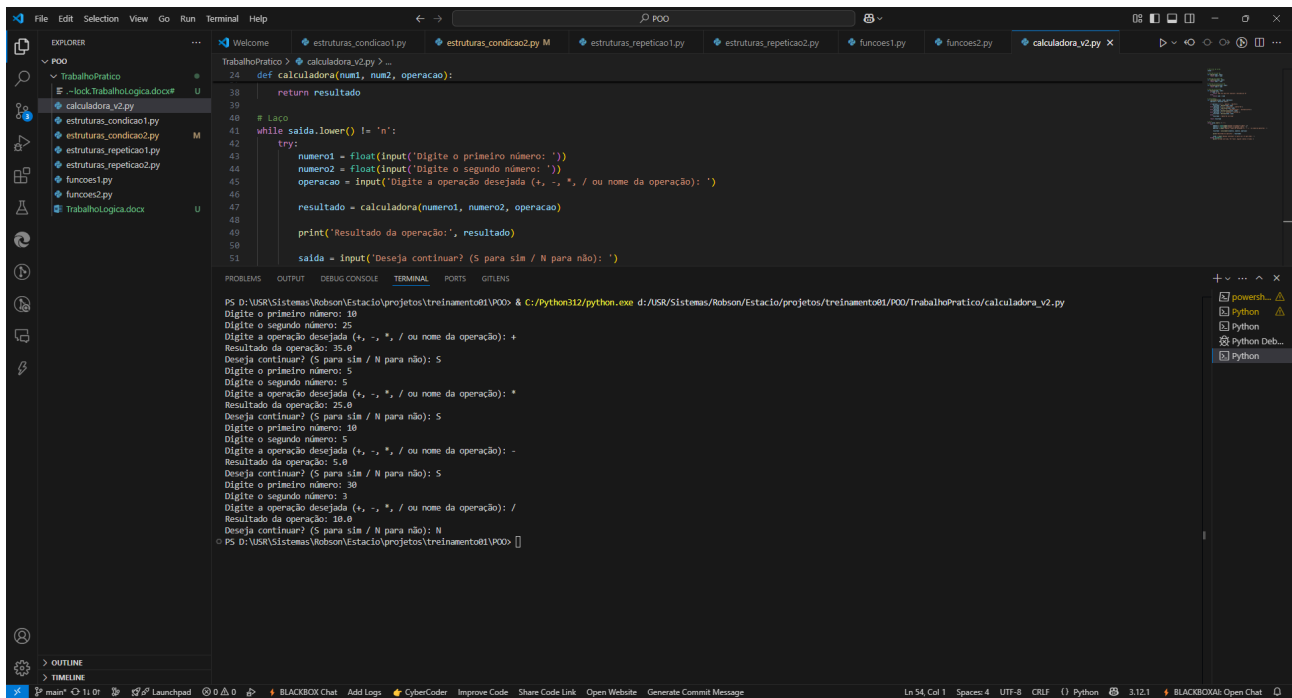 File Edit Selection View Go Run Terminal Help
POO
EXPLORER
Welcome estruturas_condicao1.py estruturas_condicao2.py M estruturas_repeticao1.py estruturas_repeticao2.py funcoes1.py funcoes2.py calculadora_v2.py
POO
TrabalhoPratico
.~lock.TrabalhoLogica.docx# U
calculadora_v2.py
estruturas_condicao1.py
estruturas_condicao2.py M
estruturas_repeticao1.py
estruturas_repeticao2.py
funcoes1.py
funcoes2.py
TrabalhoLogica.docx U
TrabalhoPratico > calculadora_v2.py > ...
24 def calculadora(num1, num2, operacao):
38 return resultado
39
40 # Laço
41 while saida.lower() != 'n':
42 try:
43 numero1 = float(input('Digite o primeiro número: '))
44 numero2 = float(input('Digite o segundo número: '))
45 operacao = input('Digite a operação desejada (+, -, *, / ou nome da operação): ')
46
47 resultado = calculadora(numero1, numero2, operacao)
48
49 print('Resultado da operação:', resultado)
50
51 saida = input('Deseja continuar? (S para sim / N para não): ')
PROBLEMS OUTPUT DEBUG CONSOLE TERMINAL PORTS GITLENS
PS D:\USR\Sistemas\Robson\Estacio\projetos\treinamento01\POO> & C:/Python312/python.exe d:/USR/Sistemas/Robson/Estacio/projetos/treinamento01/POO/TrabalhoPratico/calculadora_v2.py
Digite o primeiro número: 10
Digite o segundo número: 25
Digite a operação desejada (+, -, *, / ou nome da operação): +
Resultado da operação: 35.0
Deseja continuar? (S para sim / N para não): S
Digite o primeiro número: 5
Digite o segundo número: 5
Digite a operação desejada (+, -, *, / ou nome da operação): *
Resultado da operação: 25.0
Deseja continuar? (S para sim / N para não): S
Digite o primeiro número: 10
Digite o segundo número: 5
Digite a operação desejada (+, -, *, / ou nome da operação): -
Resultado da operação: 5.0
Deseja continuar? (S para sim / N para não): S
Digite o primeiro número: 30
Digite o segundo número: 3
Digite a operação desejada (+, -, *, / ou nome da operação): /
Resultado da operação: 10.0
Deseja continuar? (S para sim / N para não): N
PS D:\USR\Sistemas\Robson\Estacio\projetos\treinamento01\POO>
powersh...
Python
Python
Python Deb...
Python
OUTLINE
TIMELINE
main* 1↓ 0↑ Launchpad 0 0 0 BLACKBOX Chat Add Logs CyberCoder Improve Code Share Code Link Open Website Generate Commit Message Ln 54, Col 1 Spaces: 4 UTF-8 CRLF {} Python 3.12.1 BLACKBOXAI: Open Chat